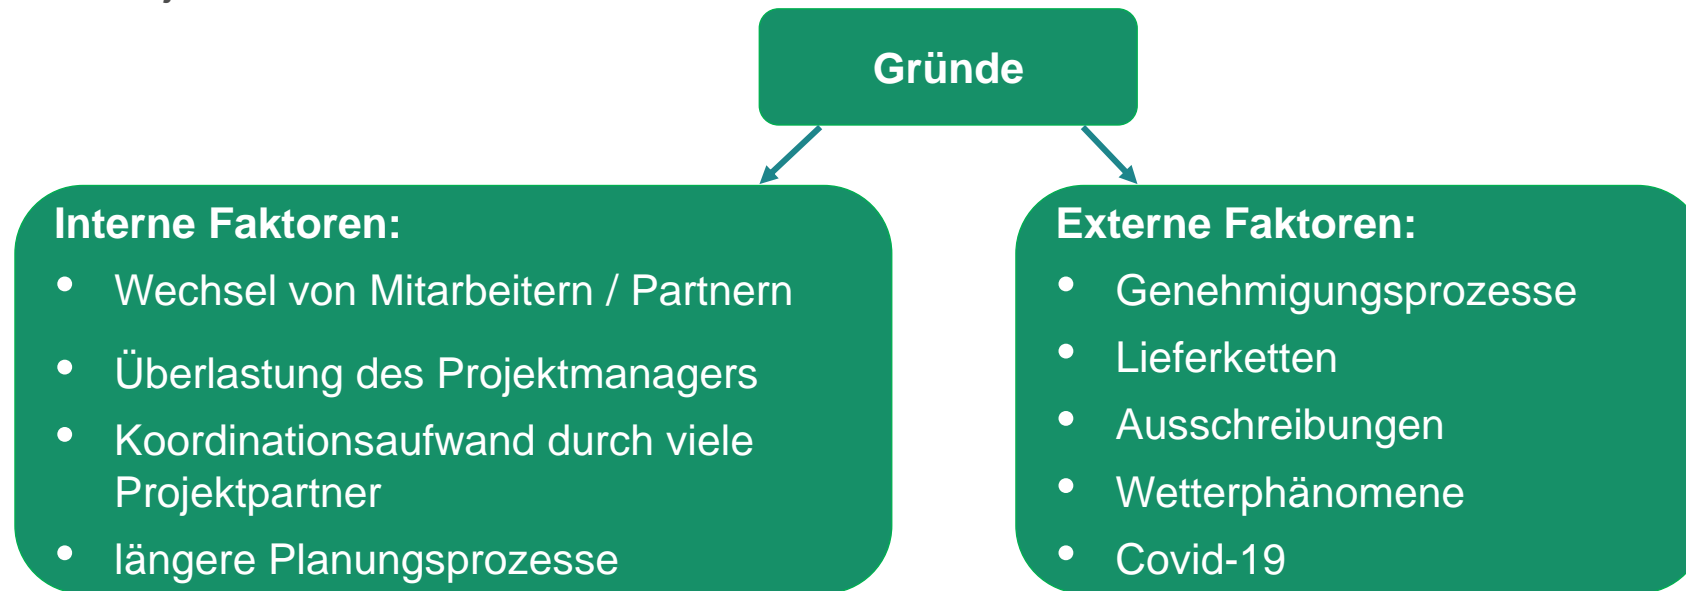 Gründe
Interne Faktoren:
• Wechsel von Mitarbeitern / Partnern
• Überlastung des Projektmanagers
• Koordinationsaufwand durch viele
Projektpartner
• längere Planungsprozesse
Externe Faktoren:
• Genehmigungsprozesse
• Lieferketten
• Ausschreibungen
• Wetterphänomene
• Covid-19